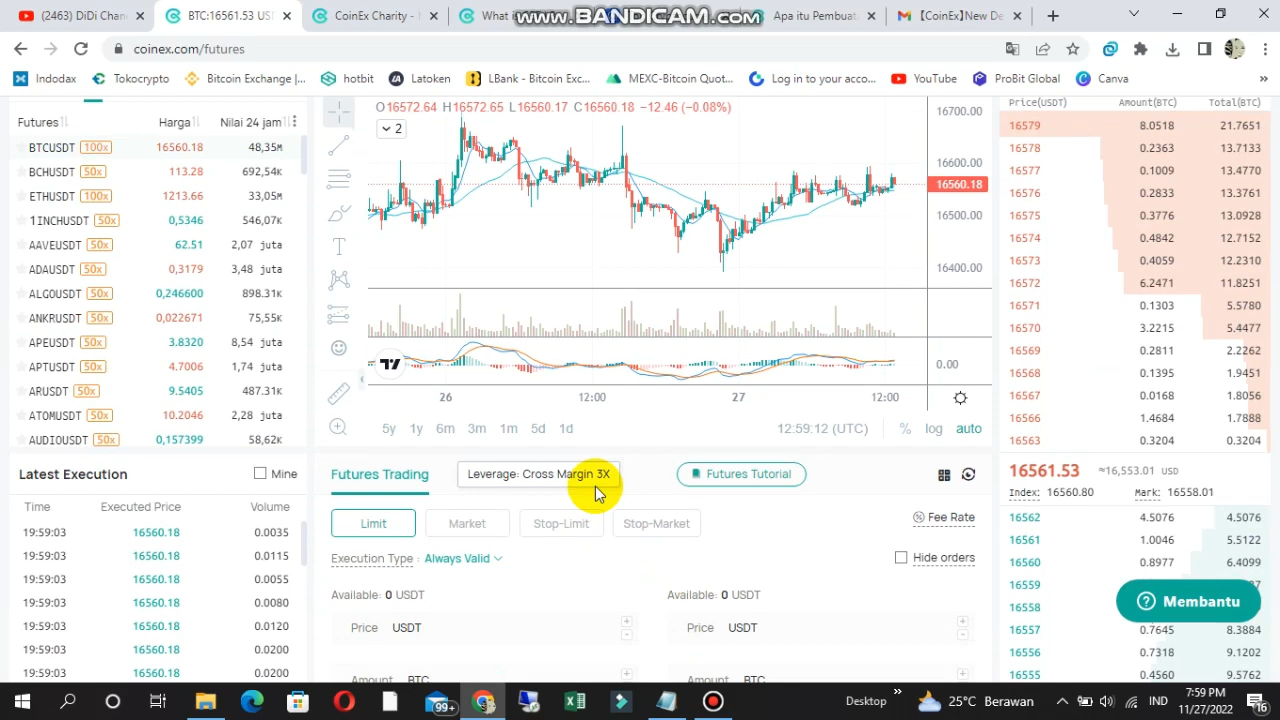 (5) DiDi Chan
BTC:16561.53 USD
CoinEx Charity - H
What is
www.BANDICAM.com
Apa itu Pembuata
[CoinEx]New De
coinex.com/futures
Indodax
Tokocrypto
Bitcoin Exchange |...
hotbit
Latoken
LBank - Bitcoin Exc...
MEXC-Bitcoin Quot...
Log in to your acco...
YouTube
ProBit Global
Canva
»
Futures Harga Nilai 24 jam
BTCUSDT 100x 16560.18 48,35M
BCHUSDT 50x 113.28 692,54K
ETHUSDT 100x 1213.66 33,05M
1INCHUSDT 50x 0,5346 546,07K
AAVEUSDT 50x 62.51 2,07 juta
ADAUSDT 50x 0,3179 3,48 juta
ALGOUSDT 50x 0,246600 898.31K
ANKRUSDT 50x 0,022671 75,55K
APEUSDT 50x 3.8320 8,54 juta
APTUSDT 50x 4.7006 1,74 juta
ARUSDT 50x 9.5405 487.31K
ATOMUSDT 50x 10.2046 2,28 juta
AUDIOUSDT 50x 0,157399 58,62K
O16572.64 H16572.65 L16560.17 C16560.18 −12.46 (−0.08%)
2
16700.00
16600.00
16560.18
16500.00
16400.00
0.00
26 12:00 27 12:00
5y 1y 6m 3m 1m 5d 1d 12:59:12 (UTC) % log auto
Price(USDT) Amount(BTC) Total(BTC)
16579 8.0518 21.7651
16578 0.2363 13.7133
16577 0.1009 13.4770
16576 0.2833 13.3761
16575 0.3776 13.0928
16574 0.4842 12.7152
16573 0.4059 12.2310
16572 6.2471 11.8251
16571 0.1303 5.5780
16570 3.2215 5.4477
16569 0.2811 2.2262
16568 0.1395 1.9451
16567 0.0168 1.8056
16566 1.4684 1.7888
16563 0.3204 0.3204
16561.53 ≈16,553.01 USD
Index: 16560.80 Mark: 16558.01
16562 4.5076 4.5076
16561 1.0046 5.5122
16560 0.8977 6.4099
16559
16558
16557 0.7645 8.3884
16556 0.7318 9.1202
16555 0.4560 9.5762
Membantu
Latest Execution Mine
Time Executed Price Volume
19:59:03 16560.18 0.0035
19:59:03 16560.18 0.0115
19:59:03 16560.18 0.0055
19:59:03 16560.18 0.0080
19:59:03 16560.18 0.0120
19:59:03 16560.18 0.0200
19:59:03 16560.18 0.0200
Futures Trading Leverage: Cross Margin 3X Futures Tutorial
Limit Market Stop-Limit Stop-Market Fee Rate
Execution Type : Always Valid Hide orders
Available: 0 USDT Available: 0 USDT
Price USDT Price USDT
Amount BTC Amount BTC
99+
Desktop
»
25°C Berawan
IND
7:59 PM
11/27/2022
16